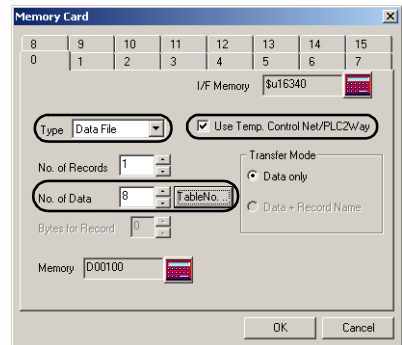 Memory Card
8 9 10 11 12 13 14 15
0 1 2 3 4 5 6 7
I/F Memory $u16340
Type Data File Use Temp. Control Net/PLC2Way
No. of Records 1
Transfer Mode
Data only
No. of Data 8 TableNo. ..
Data + Record Name
Bytes for Record 0
Memory D00100
OK Cancel